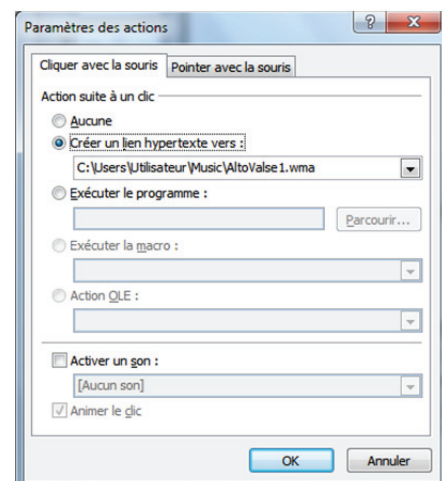 Paramètres des actions
Cliquer avec la souris Pointer avec la souris
Action suite à un clic
Aucune
Créer un lien hypertexte vers :
C:\Users\Utilisateur\Music\AltoValse1.wma
Exécuter le programme :
Parcourir...
Exécuter la macro :
Action OLE :
Activer un son :
[Aucun son]
Animer le clic
OK Annuler